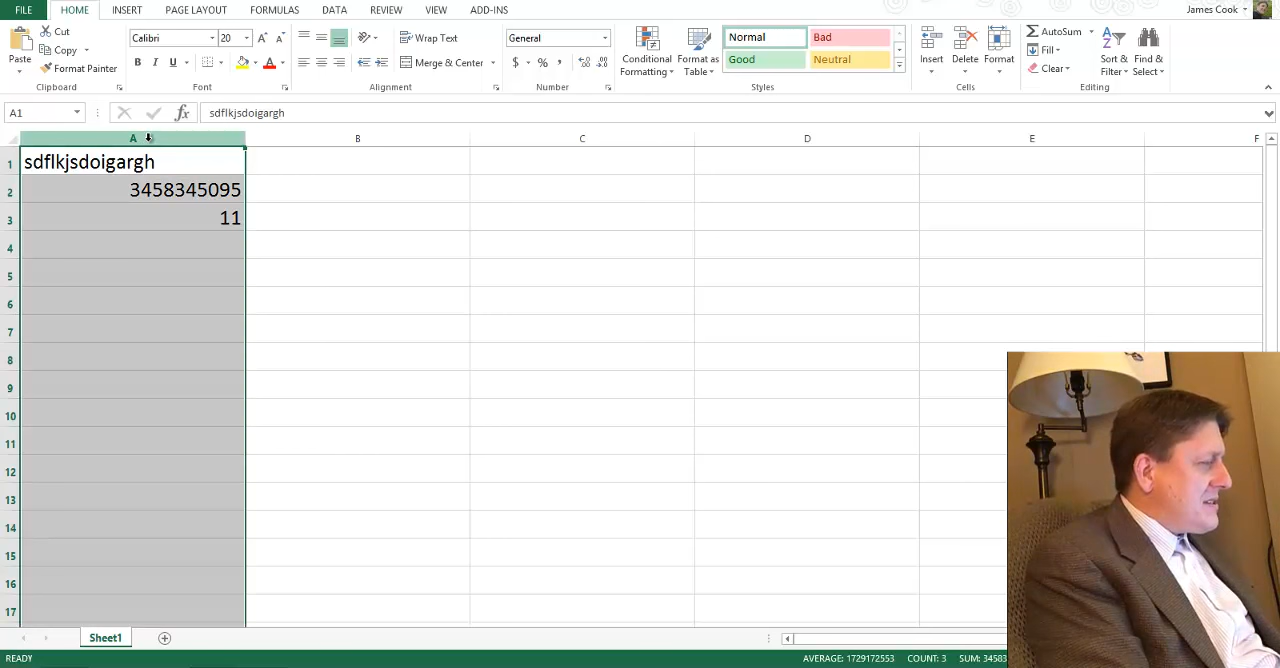 FILE HOME INSERT PAGE LAYOUT FORMULAS DATA REVIEW VIEW ADD-INS James Cook
Paste Cut Copy Format Painter Clipboard
Calibri 20 A A B I U A Font
Wrap Text Merge & Center Alignment
General $ % , Number
Conditional Formatting Format as Table Normal Bad Good Neutral Styles
Insert Delete Format Cells
AutoSum Fill Clear Sort & Filter Find & Select Editing
A1 fx sdflkjsdoigargh
A B C D E F
1 sdflkjsdoigargh
2 3458345095
3 11
4
5
6
7
8
9
10
11
12
13
14
15
16
17
Sheet1
READY AVERAGE: 1729172553 COUNT: 3 SUM: 34583